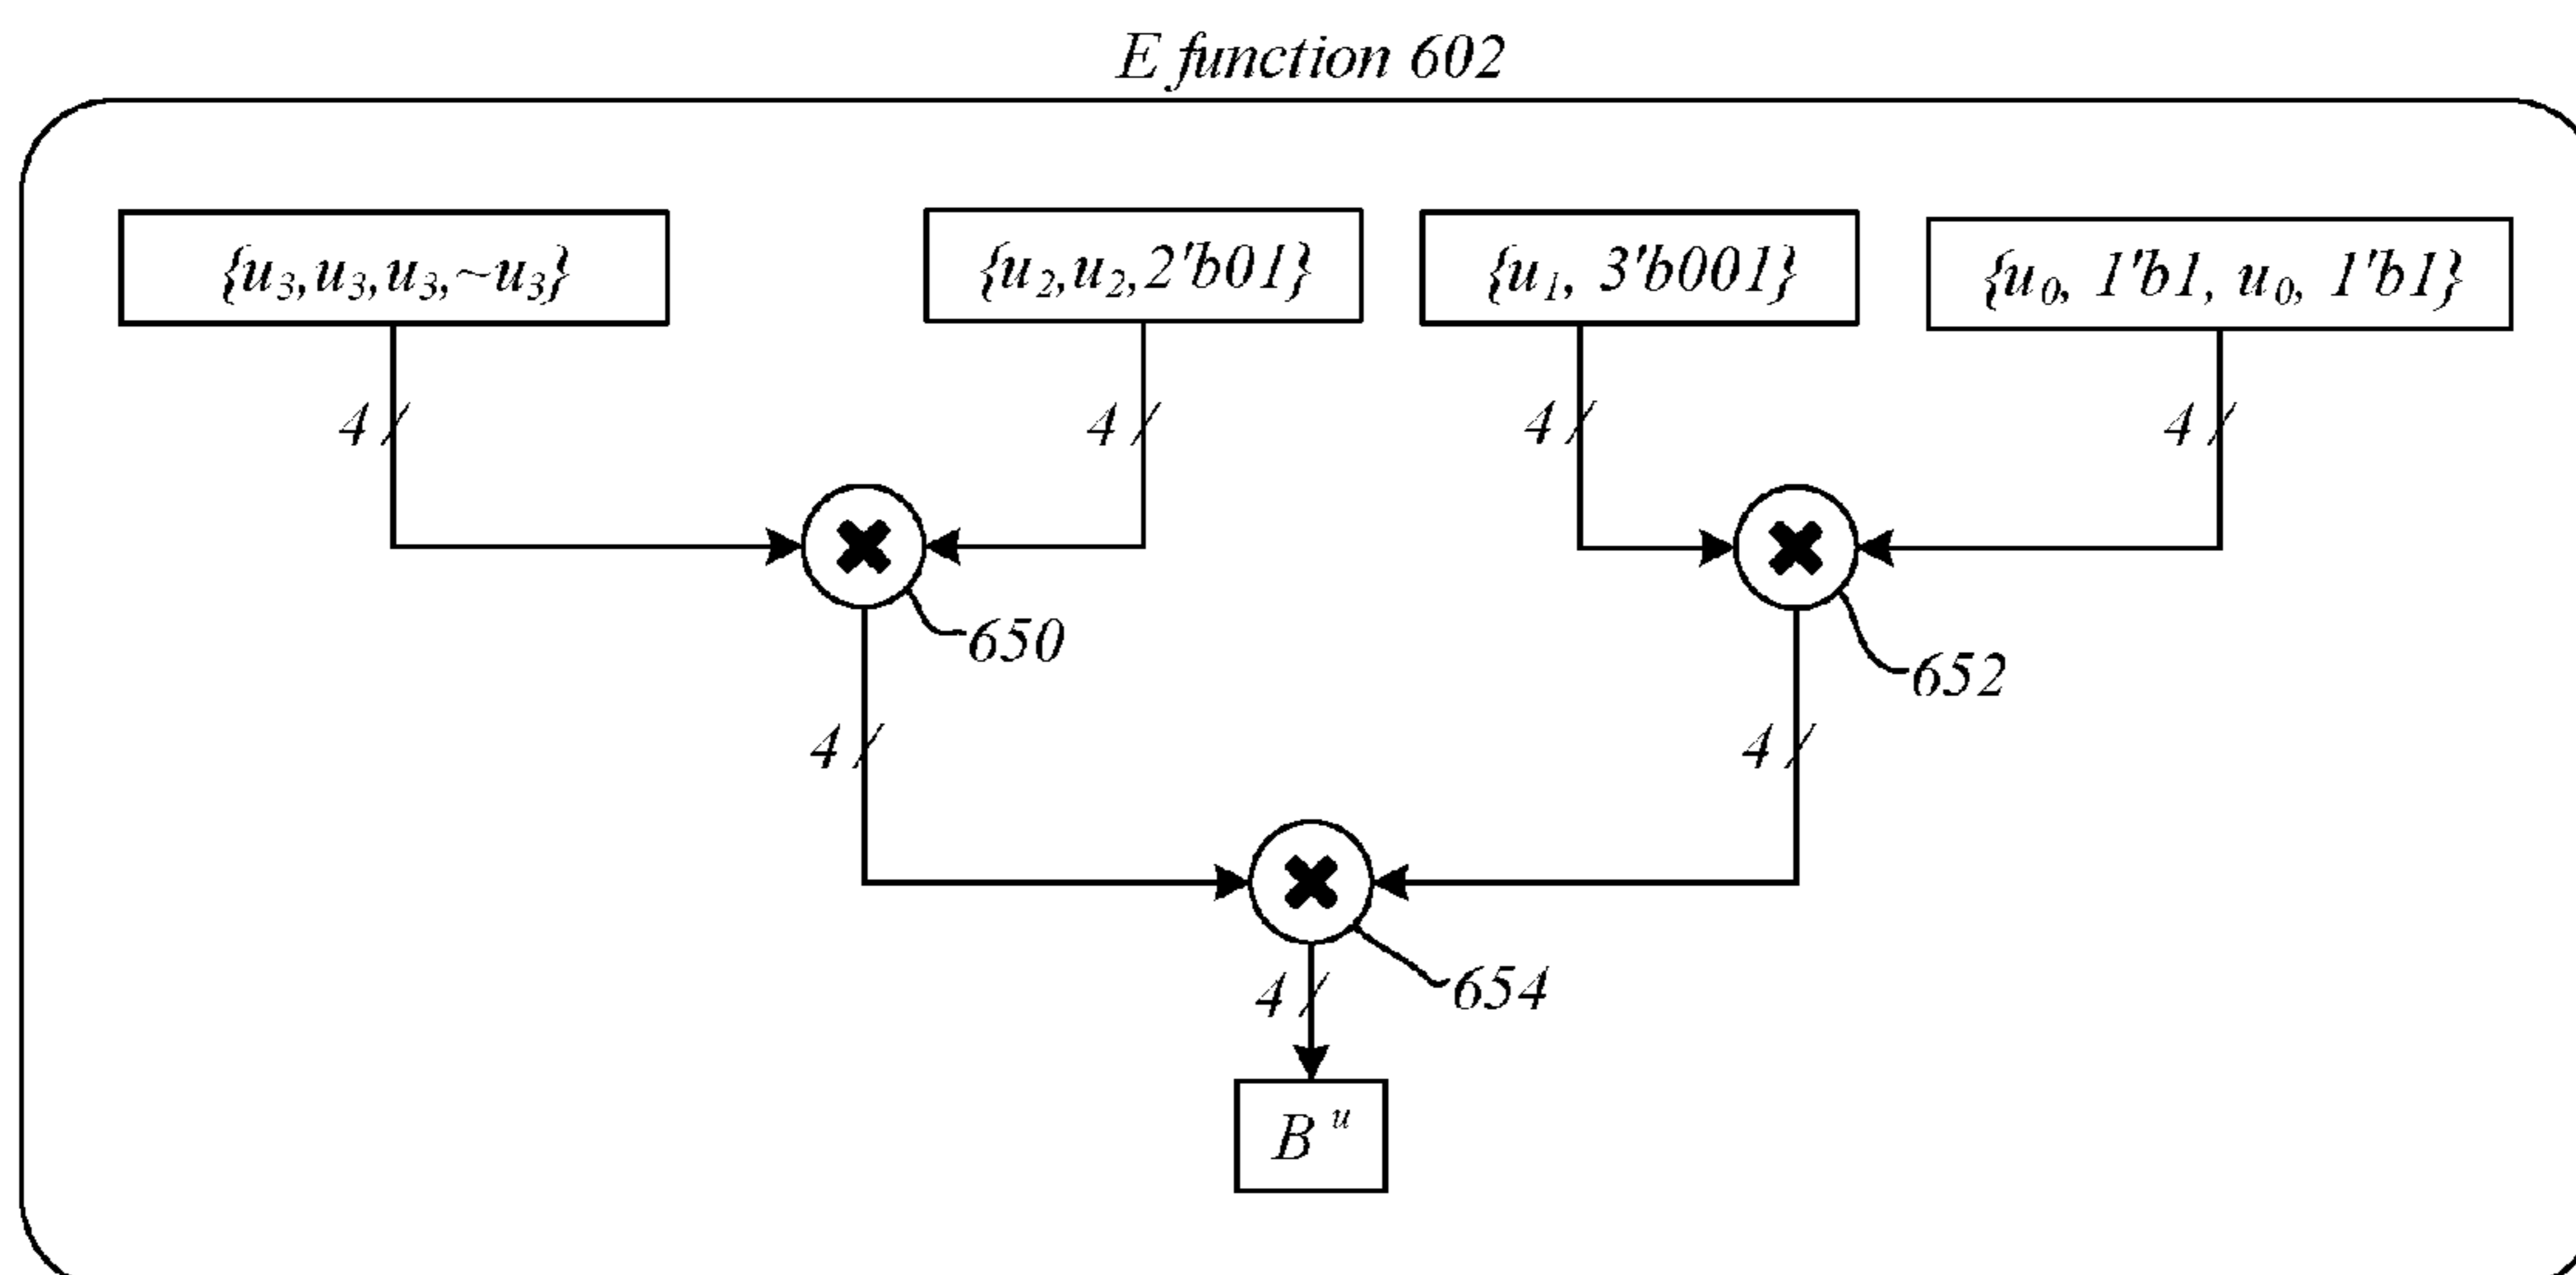 E function 602
{u₃,u₃,u₃,~u₃}
{u₂,u₂,2'b01}
{u₁, 3'b001}
{u₀, 1'b1, u₀, 1'b1}
4
4
4
4
650
652
4
4
654
4
Bᵘ